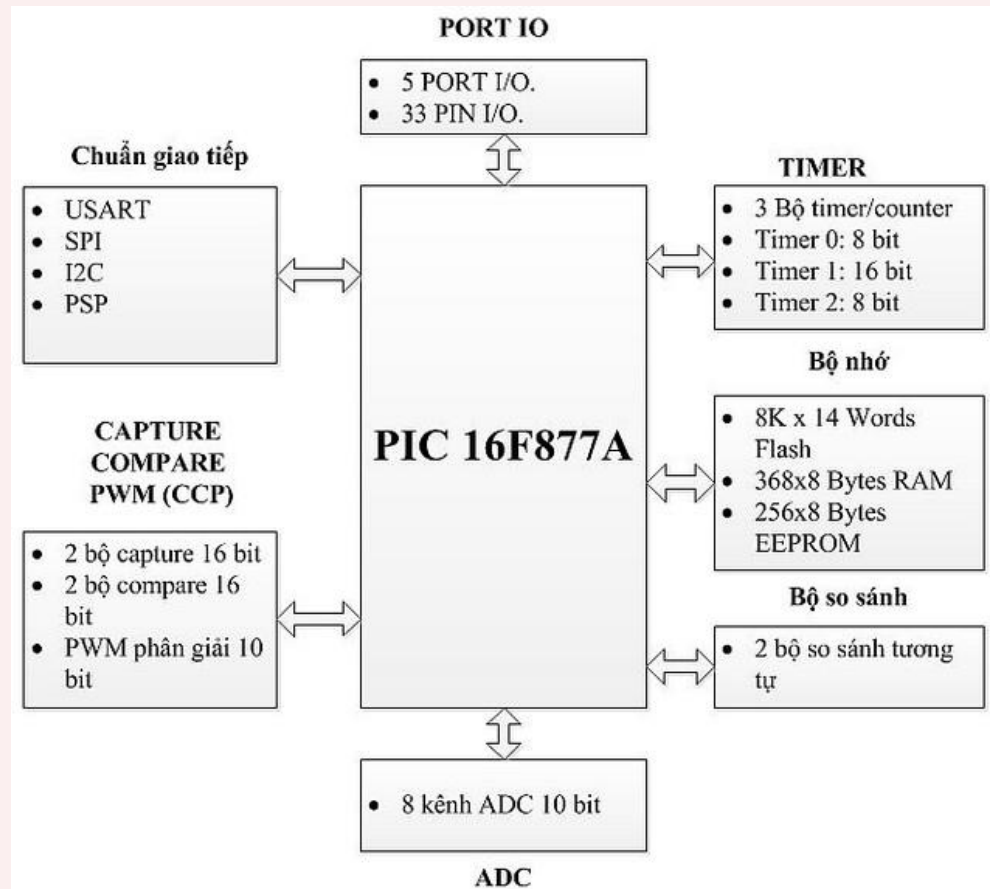 PORT IO
• 5 PORT I/O.
• 33 PIN I/O.
Chuẩn giao tiếp
• USART
• SPI
• I2C
• PSP
TIMER
• 3 Bộ timer/counter
• Timer 0: 8 bit
• Timer 1: 16 bit
• Timer 2: 8 bit
PIC 16F877A
Bộ nhớ
• 8K x 14 Words
Flash
• 368x8 Bytes RAM
• 256x8 Bytes
EEPROM
CAPTURE
COMPARE
PWM (CCP)
• 2 bộ capture 16 bit
• 2 bộ compare 16
bit
• PWM phân giải 10
bit
Bộ so sánh
• 2 bộ so sánh tương
tự
• 8 kênh ADC 10 bit
ADC